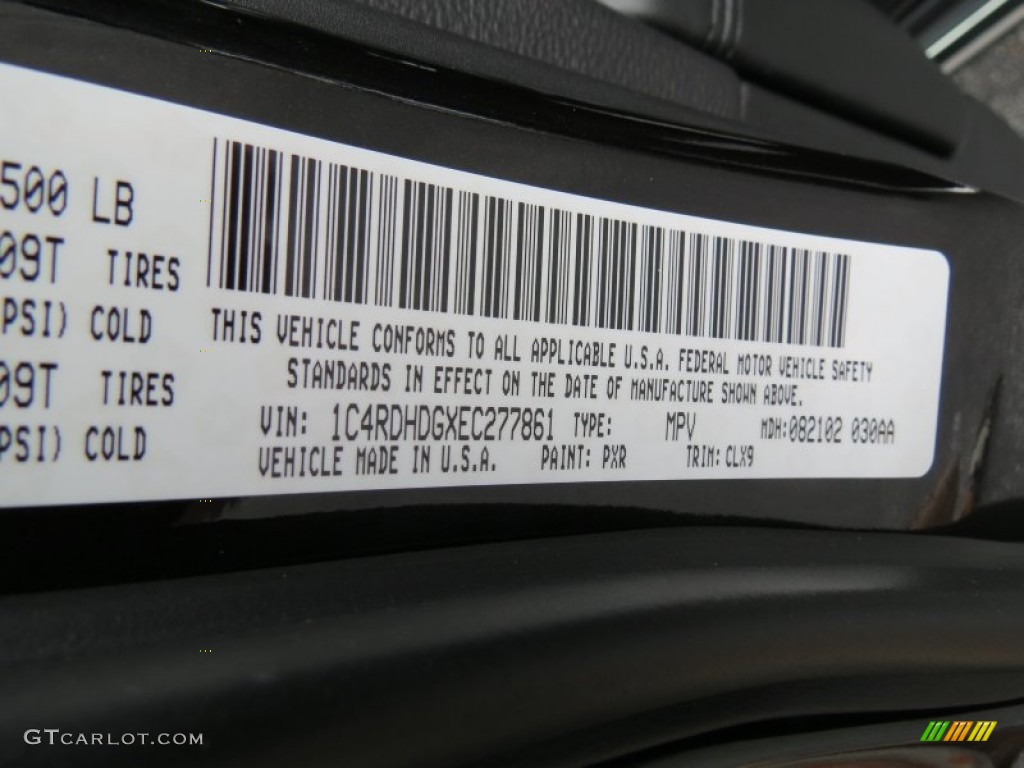 500 LB
09T TIRES
PSI) COLD
09T TIRES
PSI) COLD
THIS VEHICLE CONFORMS TO ALL APPLICABLE U.S.A. FEDERAL MOTOR VEHICLE SAFETY
STANDARDS IN EFFECT ON THE DATE OF MANUFACTURE SHOWN ABOVE.
VIN: 1C4RDHDGXEC277861 TYPE: MPV MDH:082102 030AA
VEHICLE MADE IN U.S.A. PAINT: PXR TRIM: CLX9
GTCARLOT.COM